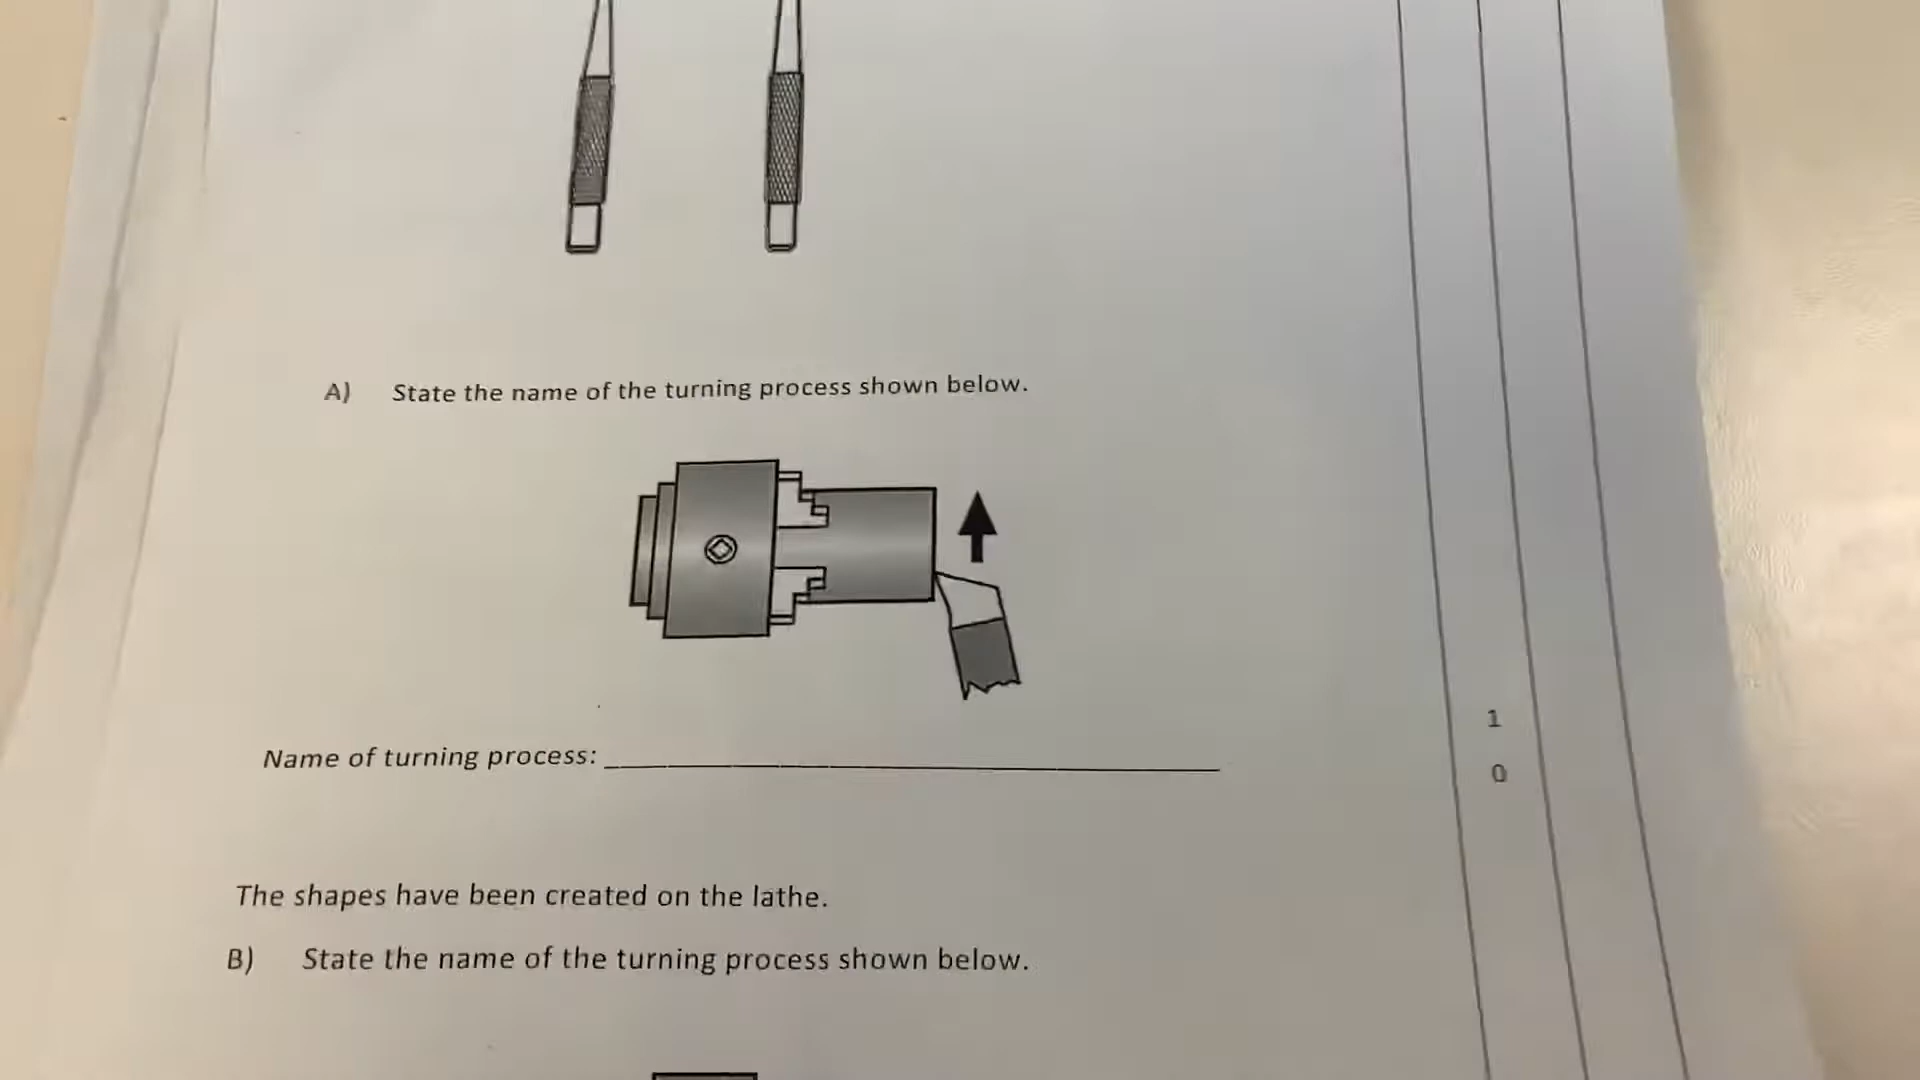 A) State the name of the turning process shown below.
Name of turning process:
1
0
The shapes have been created on the lathe.
B) State the name of the turning process shown below.